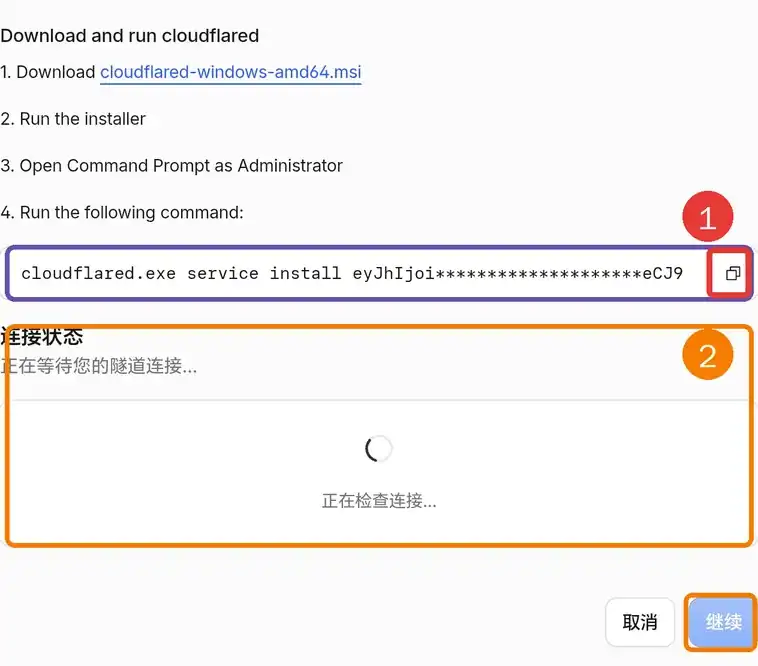 Download and run cloudflared
1. Download cloudflared-windows-amd64.msi
2. Run the installer
3. Open Command Prompt as Administrator
4. Run the following command:
1
cloudflared.exe service install eyJhIjoi********************eCJ9
连接状态
正在等待您的隧道连接...
2
正在检查连接...
取消 继续